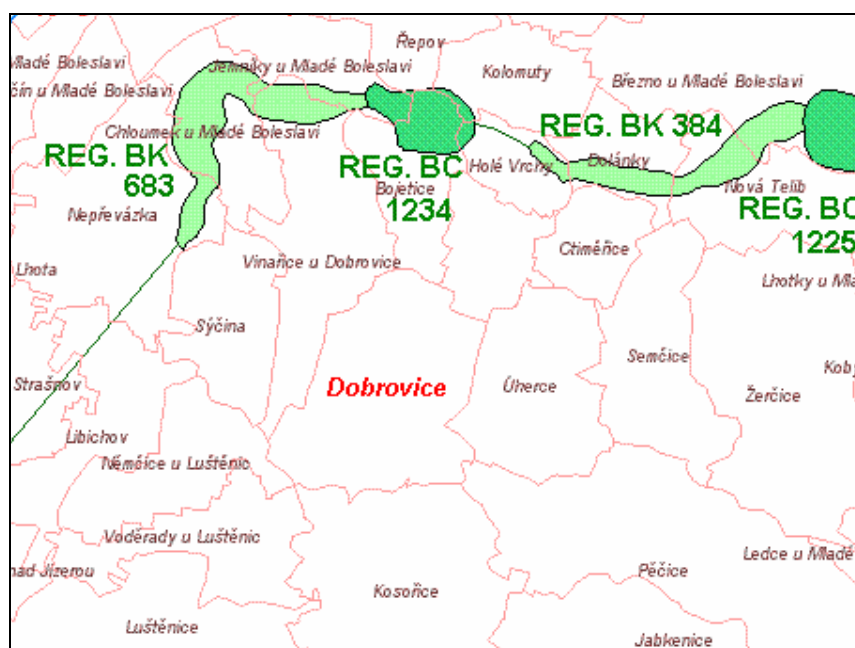 Řepov
Mladé Boleslavi
Jemníky u Mladé Boleslavi
Kolomuty
Březno u Mladé Boleslavi
čín u Mladé Boleslavi
Chloumek u Mladé Boleslavi
REG. BK 384
REG. BK
683
REG. BC
1234
Holé Vrchy
Dolánky
Bojetice
Nová Telib
REG. BC
1225
Nepřevázka
Ctiměřice
Lhota
Vinařice u Dobrovice
Lhotky u Mla
Sýčina
Semčice
Strašnov
Dobrovice
Úherce
Kob
Žerčice
Libichov
Němčice u Luštěnic
Voděrady u Luštěnic
Ledce u Mladé
nad Jizerou
Kosořice
Pěčice
Luštěnice
Jabkenice